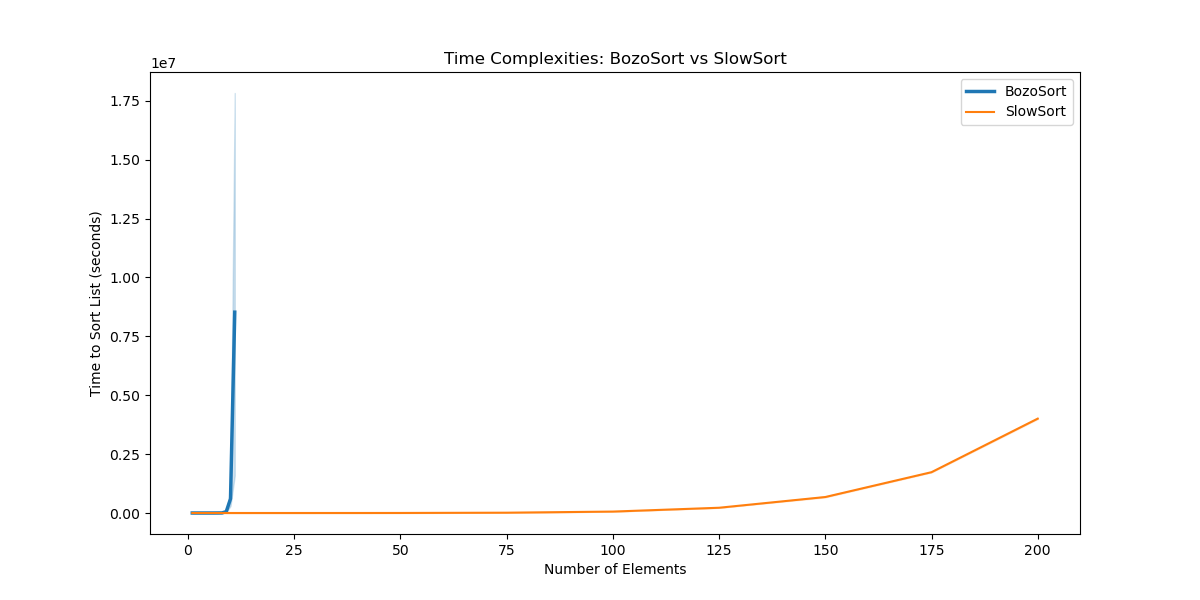 Time Complexities: BozoSort vs SlowSort
1e7
BozoSort
SlowSort
1.75
1.50
1.25
1.00
0.75
0.50
0.25
0.00
Time to Sort List (seconds)
0 25 50 75 100 125 150 175 200
Number of Elements